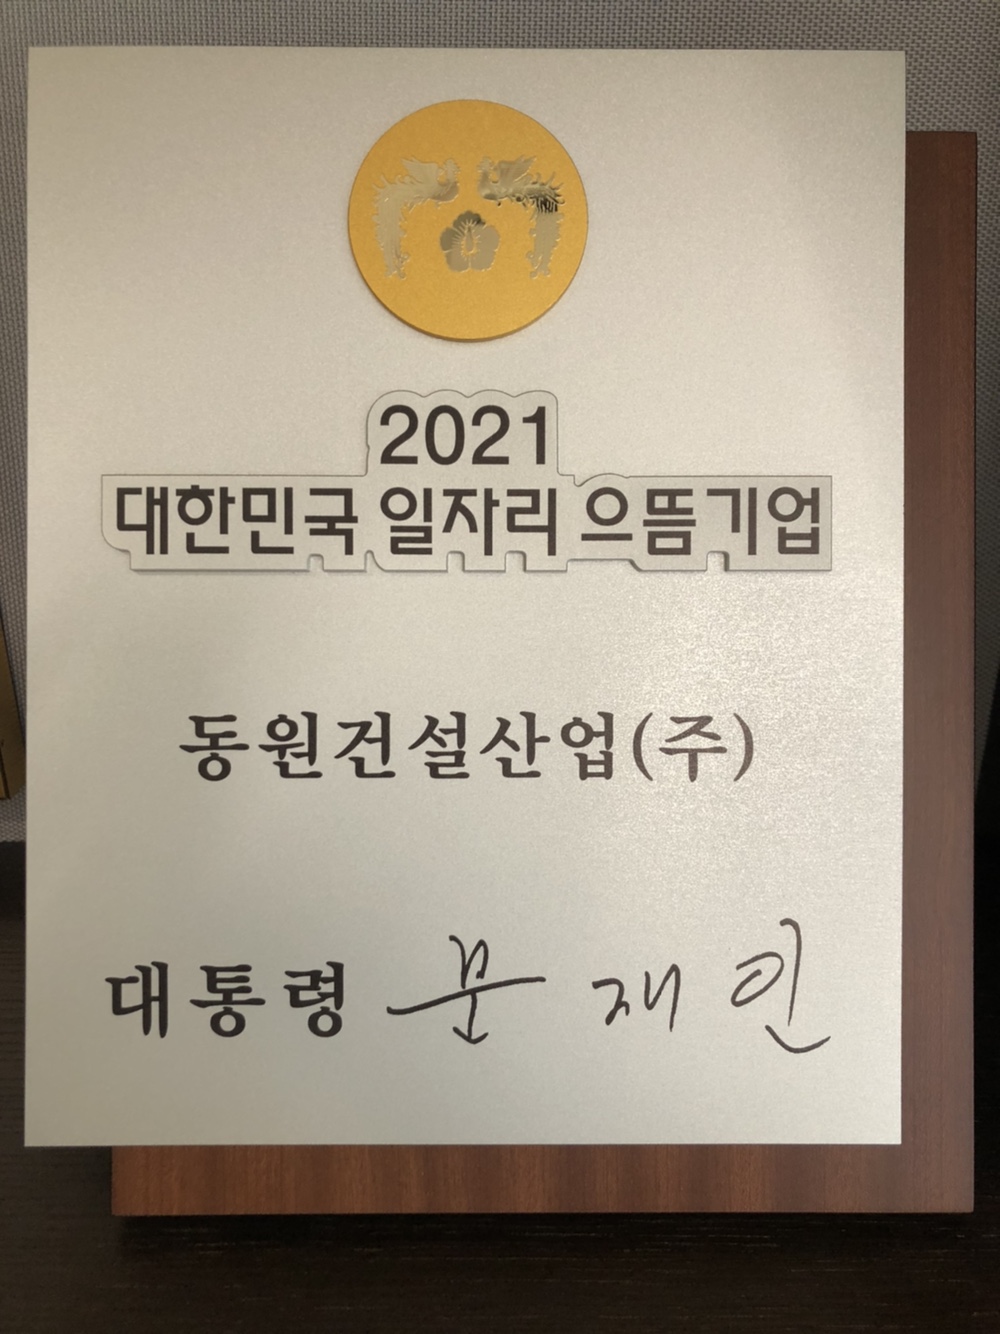 2021
대한민국 일자리 으뜸기업
동원건설산업(주)
대통령 문재인